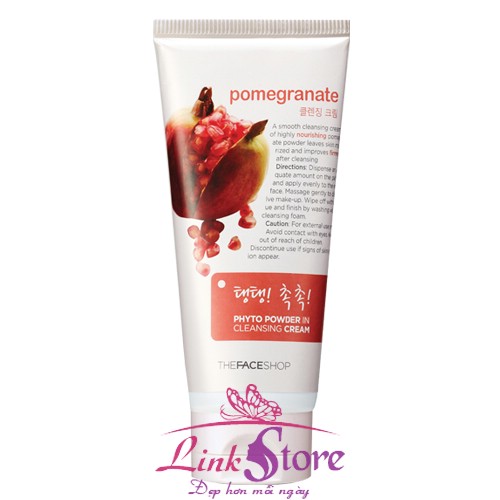 pomegranate
클렌징 크림
A smooth cleansing cream
of highly nourishing pome
ate powder leaves skin mo
rized and improves firm
after cleansing
Directions: Dispense a
quate amount on the pa
and apply evenly to the
face. Massage gently to d
lve make-up. Wipe off with
ue and finish by washing w
cleansing foam.
Caution: For external use
Avoid contact with eyes. K
out of reach of children.
Discontinue use if signs of
ion appear.
탱탱! 촉촉!
PHYTO POWDER IN
CLEANSING CREAM
THEFACESHOP
Link Store
Đẹp hơn mỗi ngày